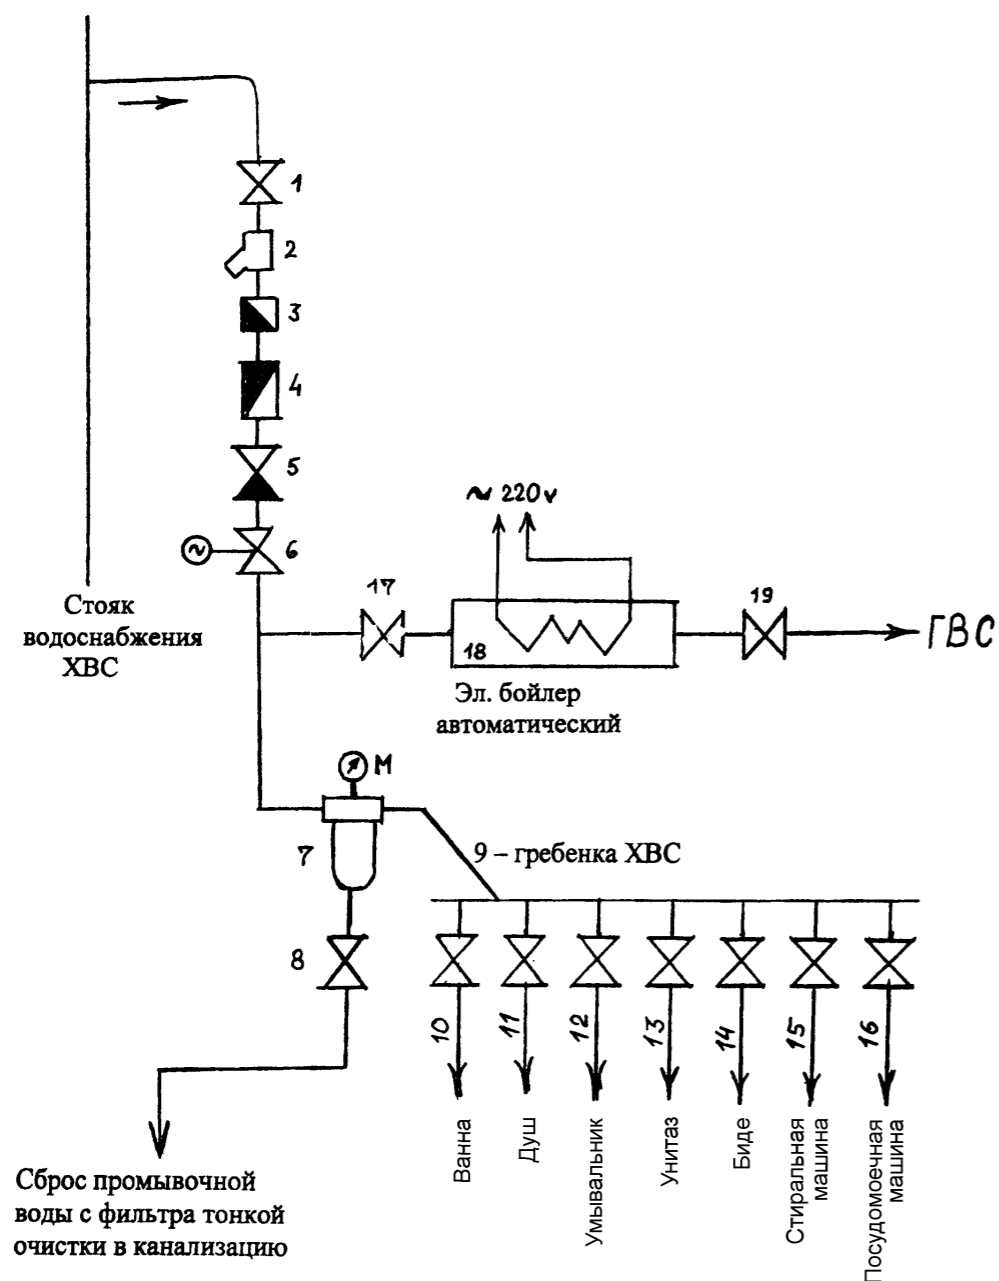 1
2
3
4
5
6
Стояк
водоснабжения
ХВС
~ 220v
17
18
19
ГВС
Эл. бойлер
автоматический
М
7
9 – гребенка ХВС
8
10
11
12
13
14
15
16
Ванна
Душ
Умывальник
Унитаз
Биде
Стиральная
машина
Посудомоечная
машина
Сброс промывочной
воды с фильтра тонкой
очистки в канализацию